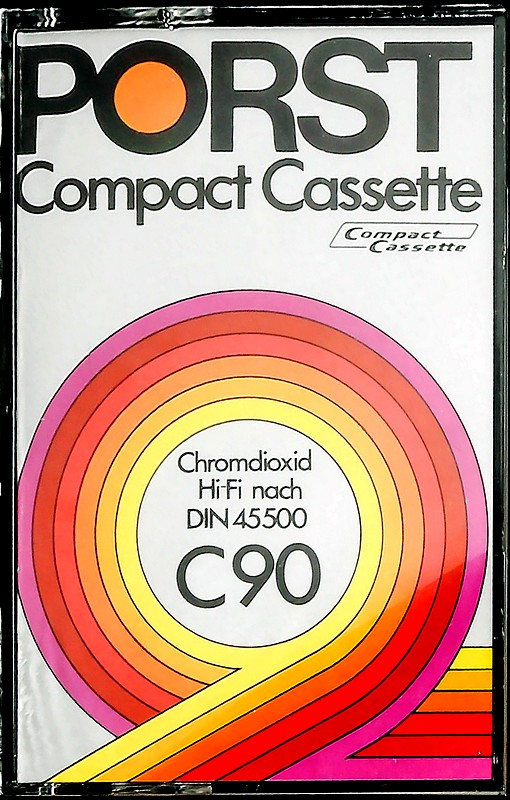 PORST
Compact Cassette
Compact
Cassette
Chromdioxid
Hi-Fi nach
DIN 45500
C90